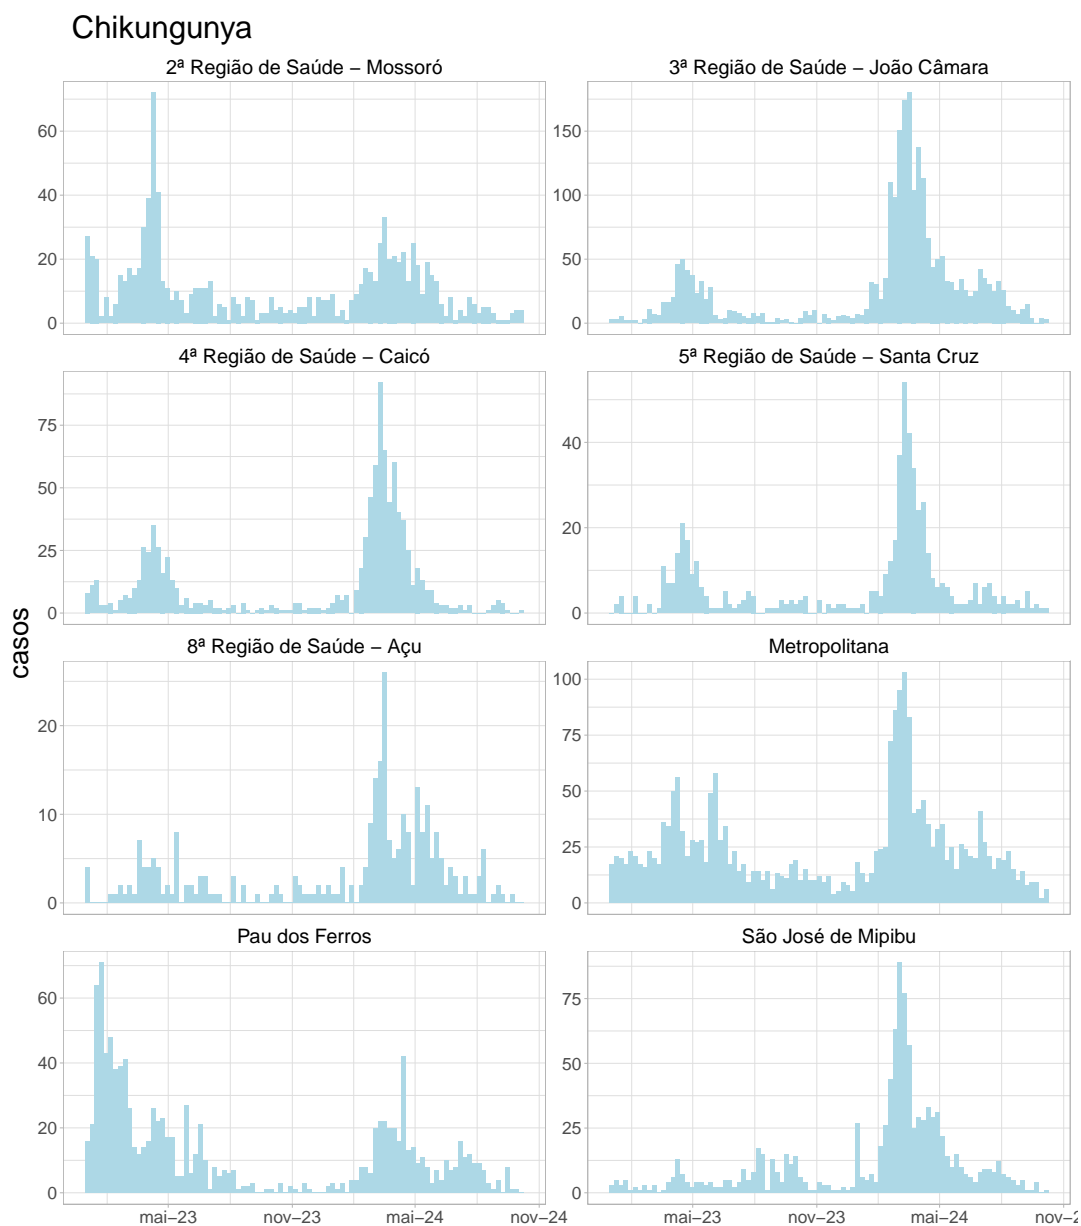 Chikungunya
2ª Região de Saúde – Mossoró
3ª Região de Saúde – João Câmara
60
40
20
0
150
100
50
0
4ª Região de Saúde – Caicó
5ª Região de Saúde – Santa Cruz
75
50
25
0
40
20
0
casos
8ª Região de Saúde – Açu
Metropolitana
20
10
0
100
75
50
25
0
Pau dos Ferros
São José de Mipibu
60
40
20
0
75
50
25
0
mai–23 nov–23 mai–24 nov–24
mai–23 nov–23 mai–24 nov–2